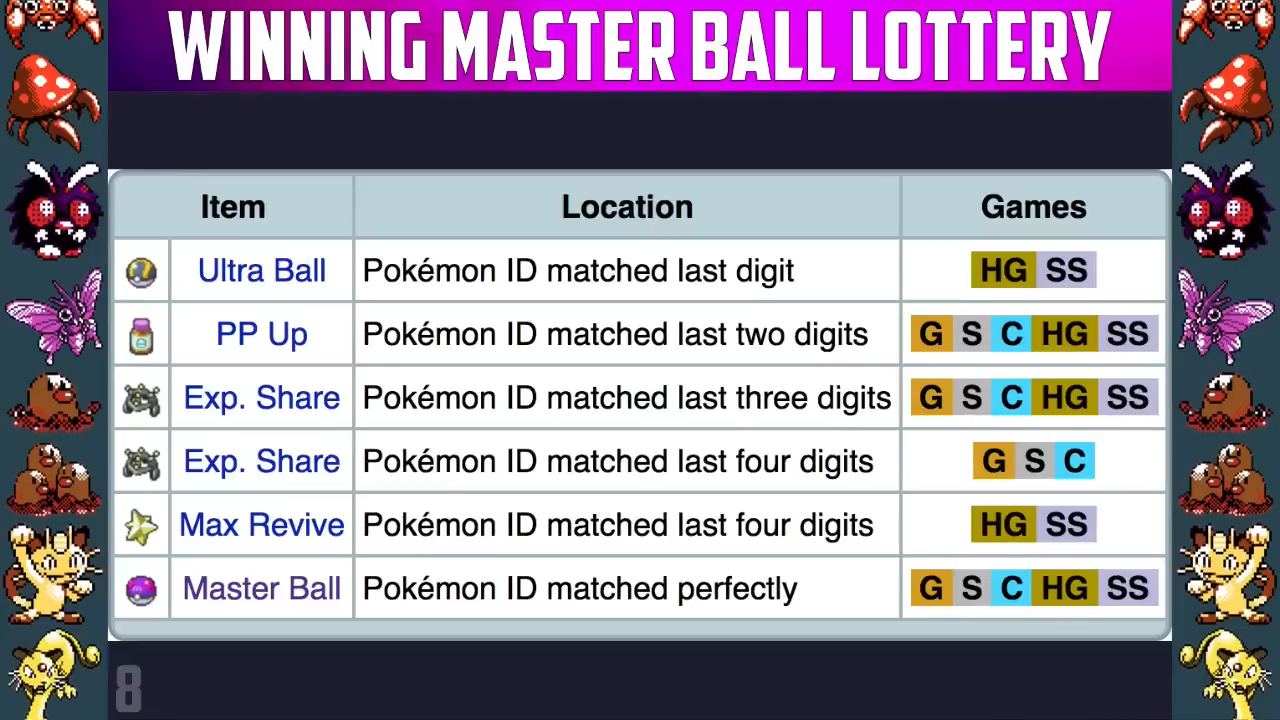 WINNING MASTER BALL LOTTERY
Item Location Games
Ultra Ball Pokémon ID matched last digit HG SS
PP Up Pokémon ID matched last two digits G S C HG SS
Exp. Share Pokémon ID matched last three digits G S C HG SS
Exp. Share Pokémon ID matched last four digits G S C
Max Revive Pokémon ID matched last four digits HG SS
Master Ball Pokémon ID matched perfectly G S C HG SS
8